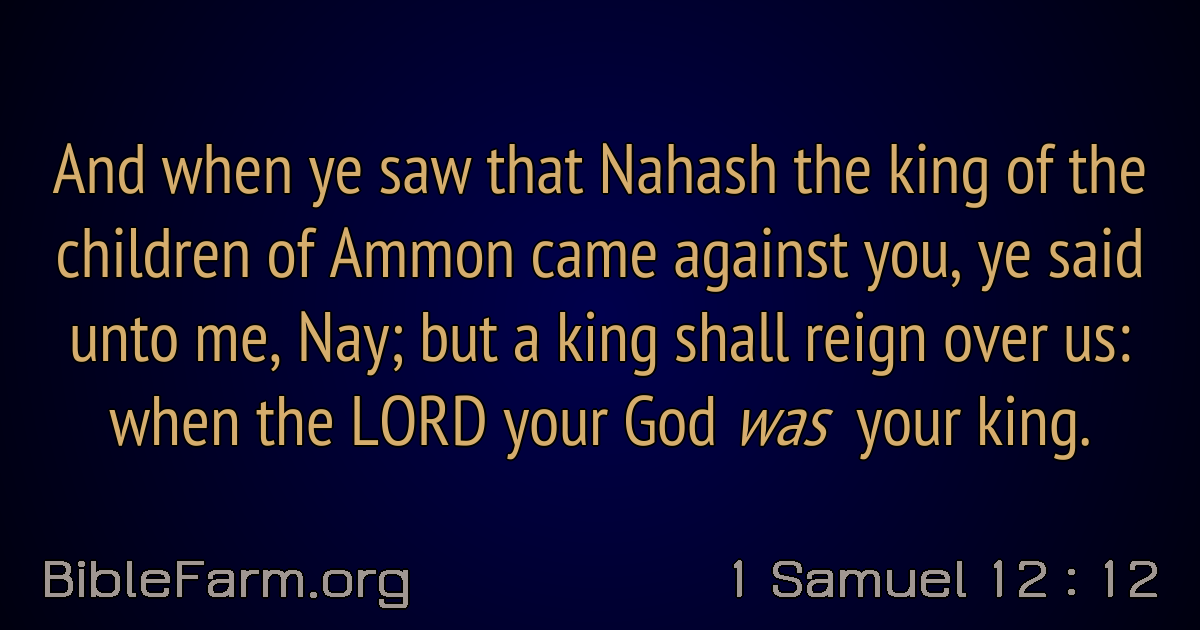 And when ye saw that Nahash the king of the
children of Ammon came against you, ye said
unto me, Nay; but a king shall reign over us:
when the LORD your God was your king.
BibleFarm.org
1 Samuel 12 : 12